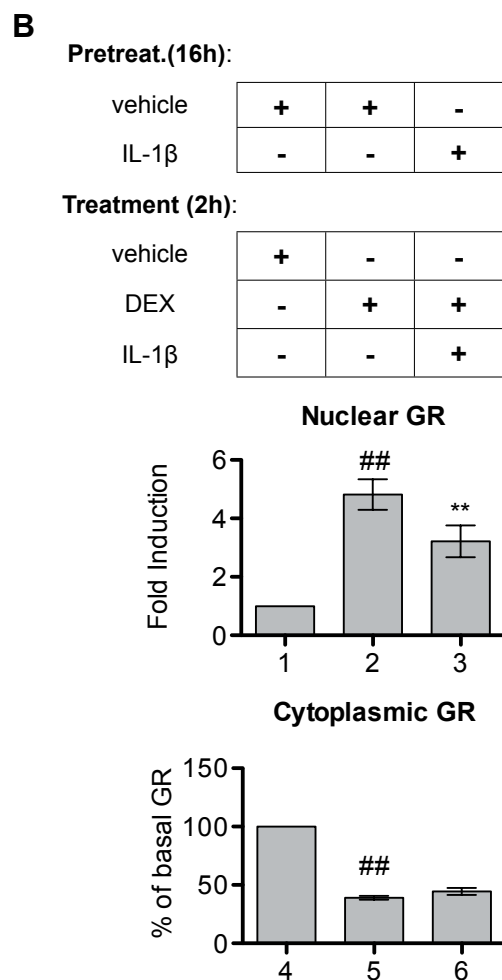 B
Pretreat.(16h):
vehicle + + -
IL-1β - - +
Treatment (2h):
vehicle + - -
DEX - + +
IL-1β - - +
Nuclear GR
Fold Induction
6
4
2
0
##
**
1 2 3
Cytoplasmic GR
% of basal GR
150
100
50
0
##
4 5 6